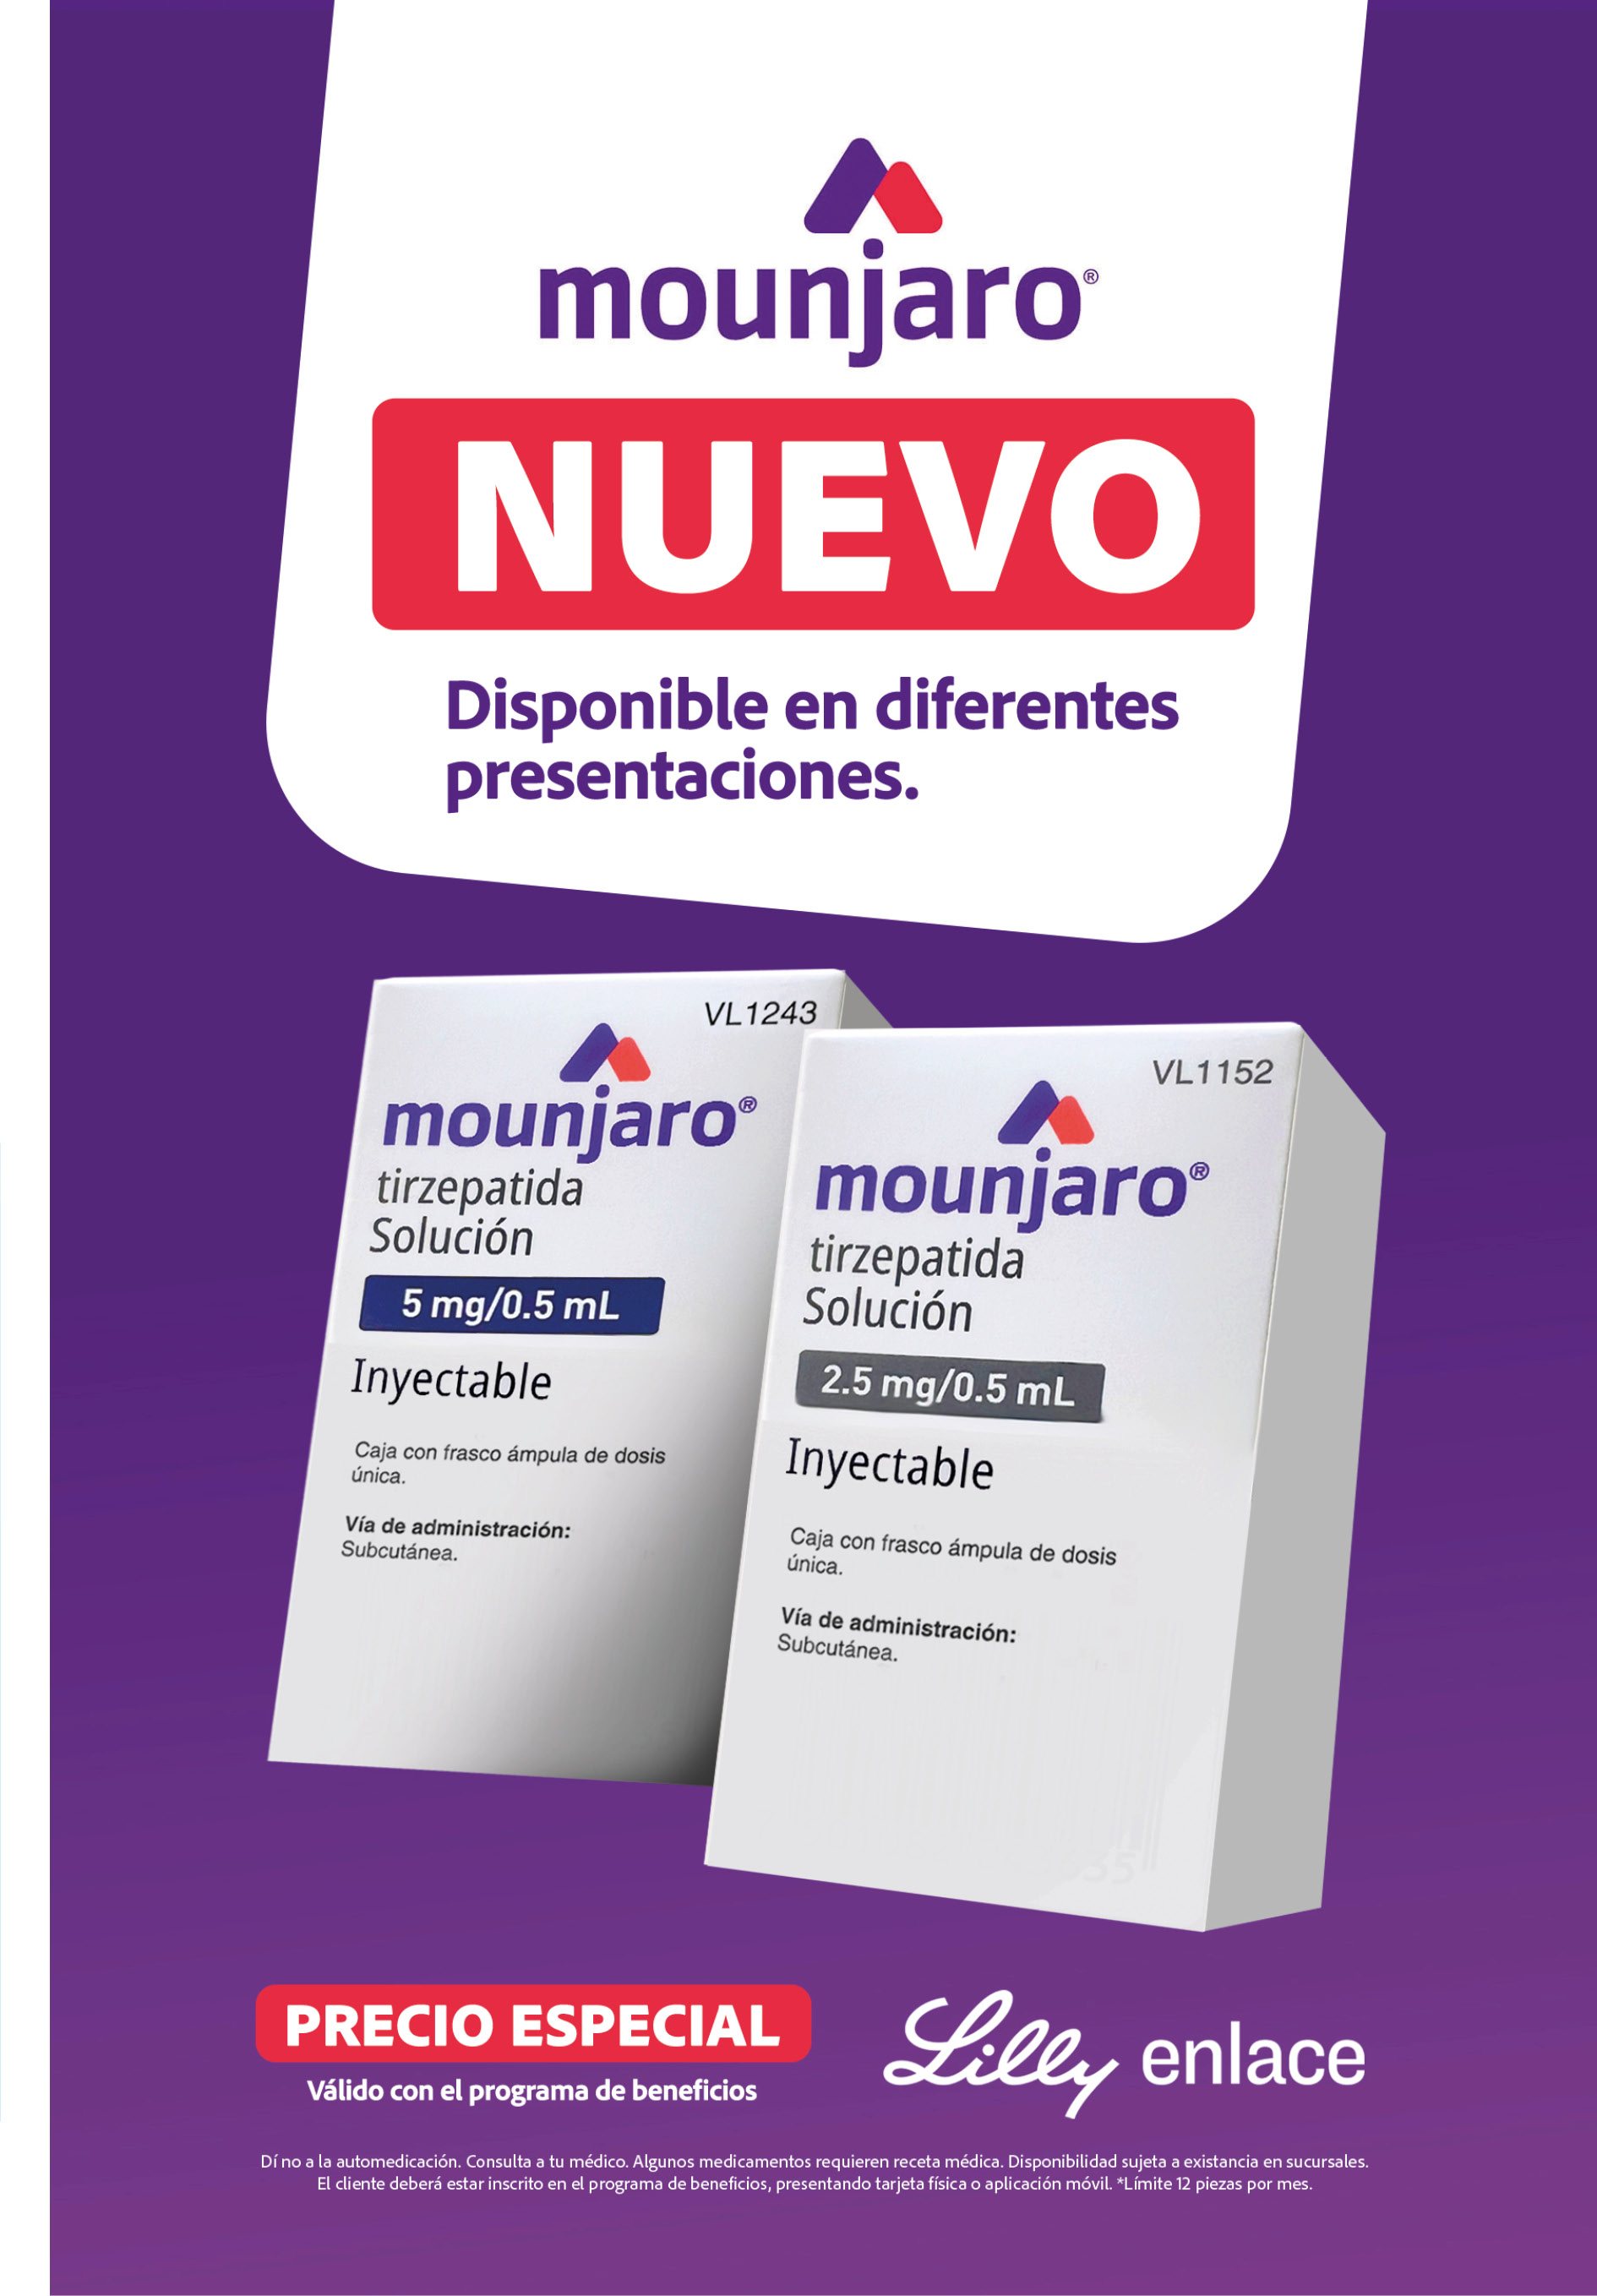 mounjaro®
NUEVO
Disponible en diferentes
presentaciones.
VL1243
mounjaro®
tirzepatida
Solución
5 mg/0.5 mL
Inyectable
Caja con frasco ámpula de dosis
única.
Vía de administración:
Subcutánea.
VL1152
mounjaro®
tirzepatida
Solución
2.5 mg/0.5 mL
Inyectable
Caja con frasco ámpula de dosis
única.
Vía de administración:
Subcutánea.
PRECIO ESPECIAL
Válido con el programa de beneficios
Lilly enlace
Dí no a la automedicación. Consulta a tu médico. Algunos medicamentos requieren receta médica. Disponibilidad sujeta a existancia en sucursales.
El cliente deberá estar inscrito en el programa de beneficios, presentando tarjeta física o aplicación móvil. *Límite 12 piezas por mes.